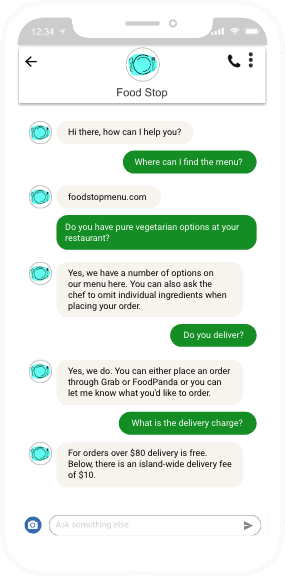 12:34
Food Stop
Hi there, how can I help you?
Where can I find the menu?
foodstopmenu.com
Do you have pure vegetarian options at your
restaurant?
Yes, we have a number of options on
our menu here. You can also ask the
chef to omit individual ingredients when
placing your order.
Do you deliver?
Yes, we do. You can either place an order
through Grab or FoodPanda or you can
let me know what you'd like to order.
What is the delivery charge?
For orders over $80 delivery is free.
Below, there is an island-wide delivery fee
of $10.
Ask something else